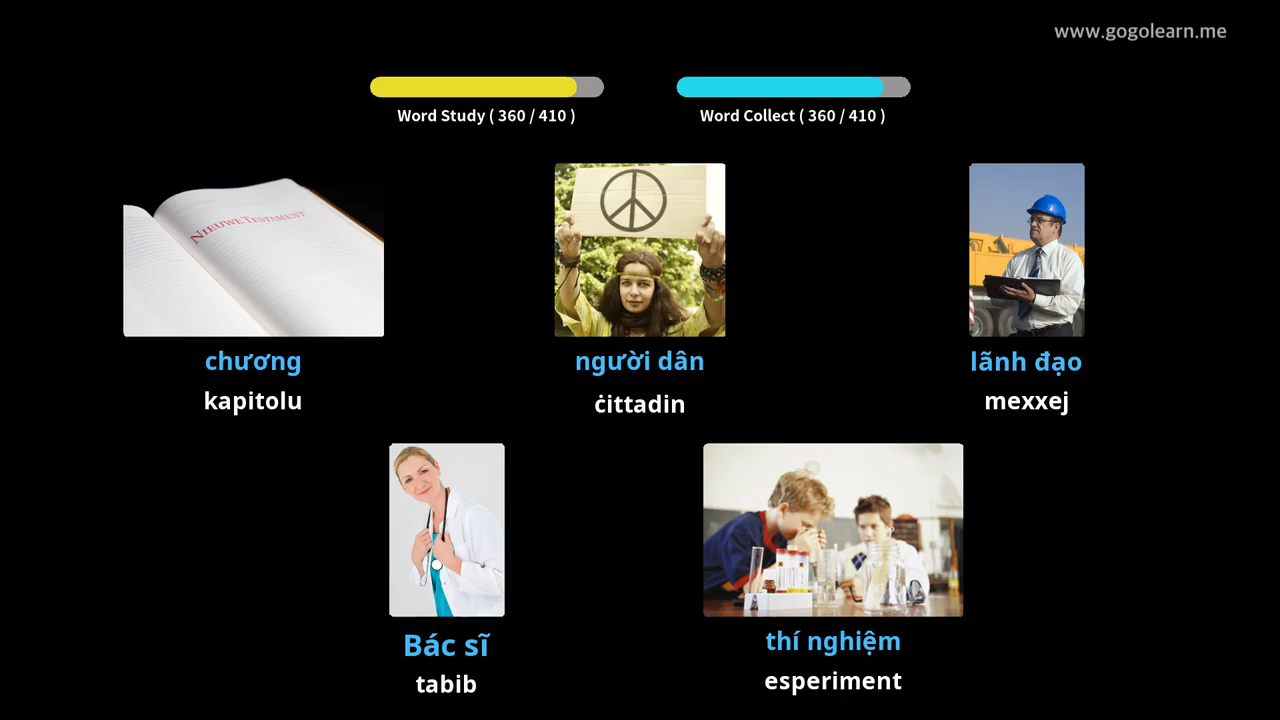 www.gogolearn.me
Word Study ( 360 / 410 )
Word Collect ( 360 / 410 )
NIEUWE TESTAMENT
chương
kapitolu
người dân
ċittadin
lãnh đạo
mexxej
Bác sĩ
tabib
thí nghiệm
esperiment